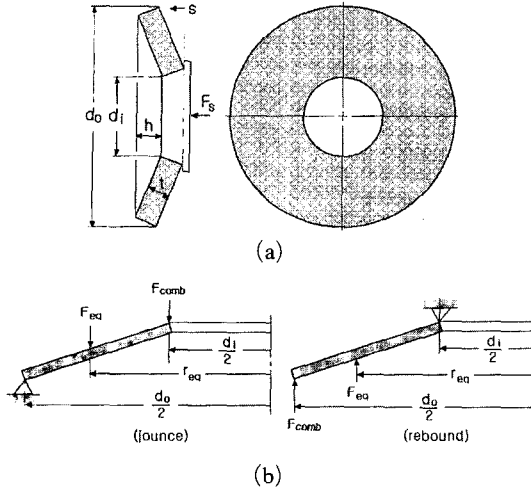 s
d₀ dᵢ h Fₛ
t
(a)
F_eq F_comb
dᵢ/2
r_eq
d₀/2
(jounce)
dᵢ/2
F_eq r_eq
d₀/2
F_comb
(rebound)
(b)